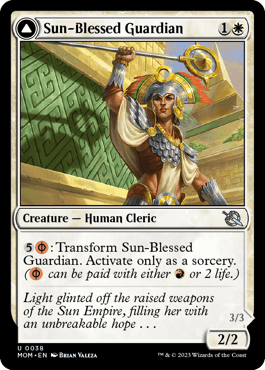 Sun-Blessed Guardian 1
Creature — Human Cleric
5 : Transform Sun-Blessed
Guardian. Activate only as a sorcery.
( can be paid with either or 2 life.)
Light glinted off the raised weapons
of the Sun Empire, filling her with
an unbreakable hope . . .
3/3
2/2
U 0038
MOM • EN Brian Valeza
™ & © 2023 Wizards of the Coast